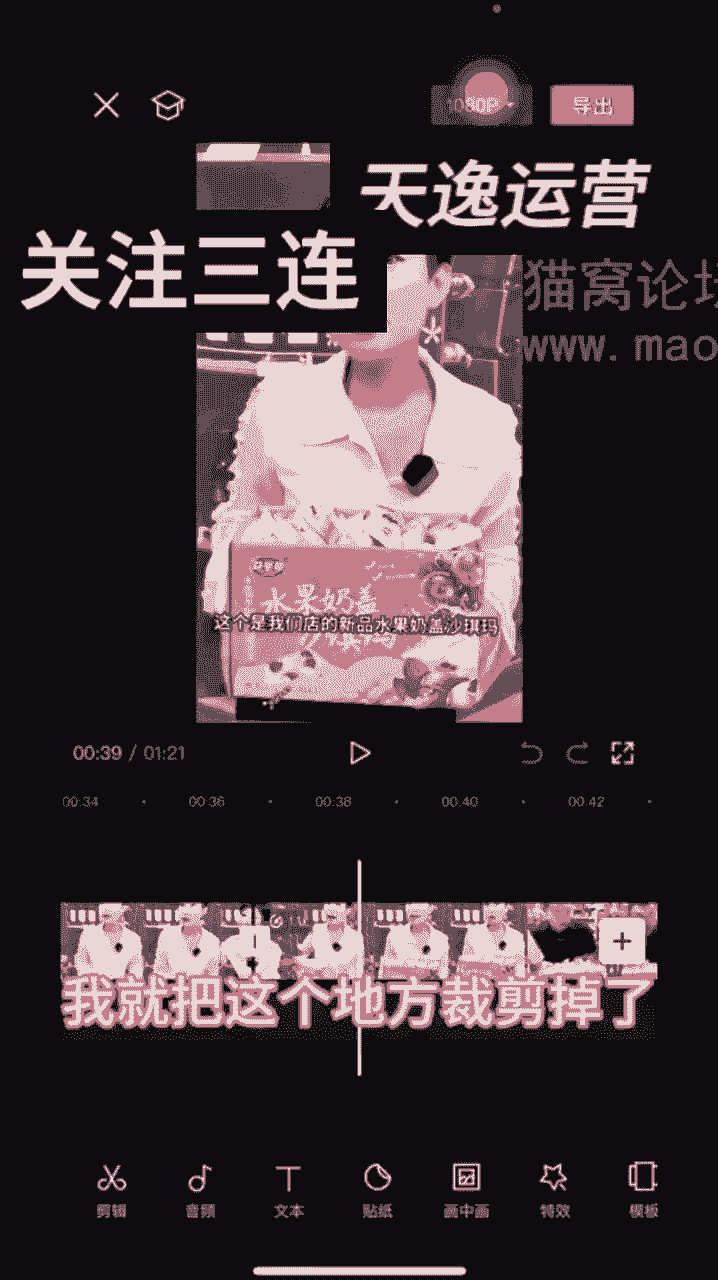 1080P
导出
天逸运营
关注三连
猫窝论坛
www. mao
水果奶盖
这个是我们店的新品水果奶盖沙琪玛
00:39 / 01:21
00:34
00:36
00:38
00:40
00:42
我就把这个地方裁剪掉了
剪辑
音频
文本
贴纸
画中画
特效
模板